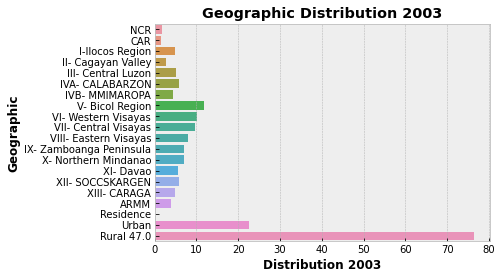 Geographic Distribution 2003
NCR
CAR
I-Ilocos Region
II- Cagayan Valley
III- Central Luzon
IVA- CALABARZON
IVB- MMIMAROPA
V- Bicol Region
VI- Western Visayas
VII- Central Visayas
VIII- Eastern Visayas
IX- Zamboanga Peninsula
X- Northern Mindanao
XI- Davao
XII- SOCCSKARGEN
XIII- CARAGA
ARMM
Residence
Urban
Rural 47.0
Geographic
0 10 20 30 40 50 60 70 80
Distribution 2003